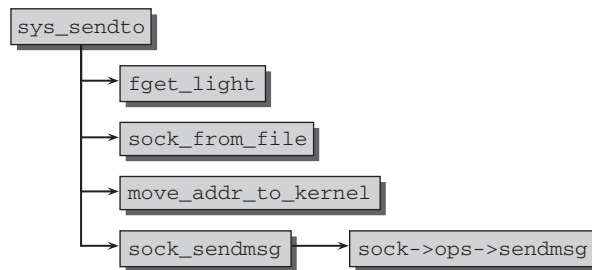 sys_sendto
fget_light
sock_from_file
move_addr_to_kernel
sock_sendmsg
sock->ops->sendmsg